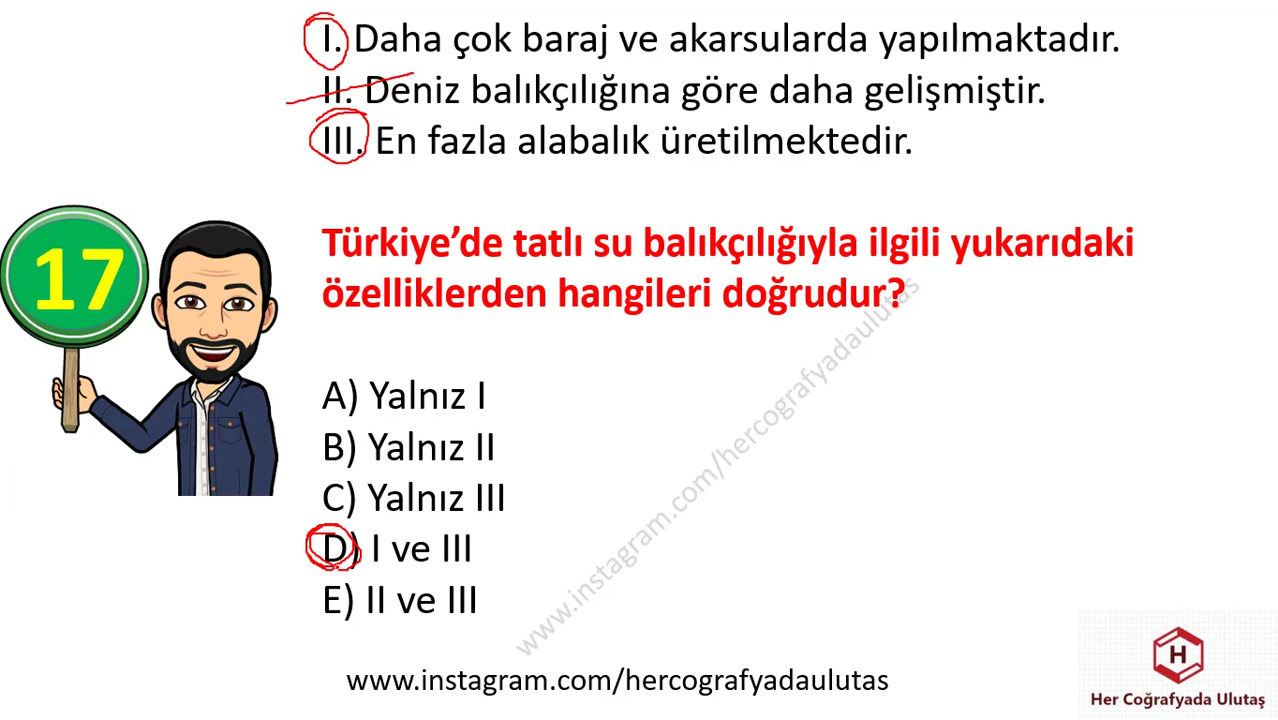 I. Daha çok baraj ve akarsularda yapılmaktadır.
II. Deniz balıkçılığına göre daha gelişmiştir.
III. En fazla alabalık üretilmektedir.
17
Türkiye’de tatlı su balıkçılığıyla ilgili yukarıdaki
özelliklerden hangileri doğrudur?
A) Yalnız I
B) Yalnız II
C) Yalnız III
D) I ve III
E) II ve III
www.instagram.com/hercografyadaulutas
www.instagram.com/hercografyadaulutas
H
Her Coğrafyada Ulutaş